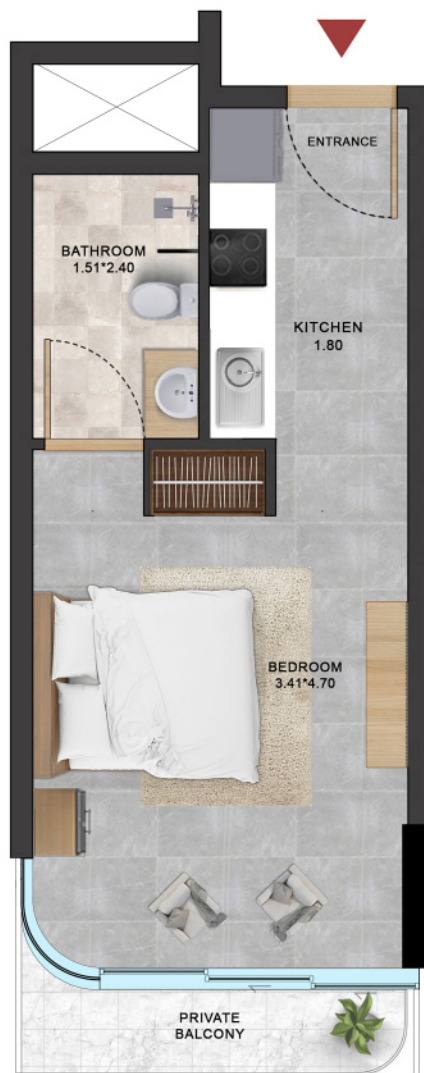 ENTRANCE
BATHROOM
1.51*2.40
KITCHEN
1.80
BEDROOM
3.41*4.70
PRIVATE
BALCONY